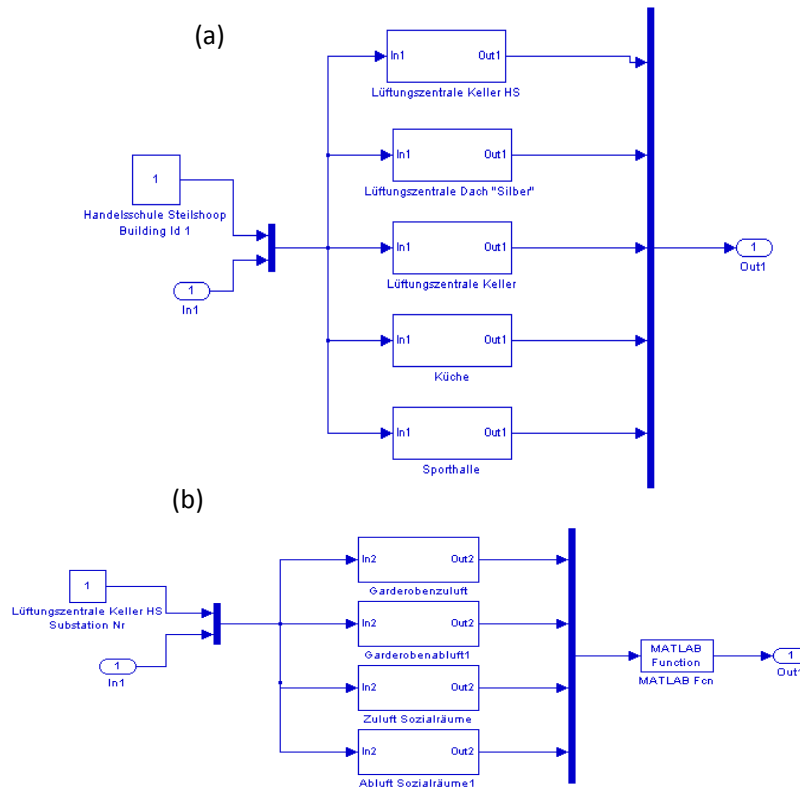 (a)
In1 Out1
Lüftungszentrale Keller HS
In1 Out1
Lüftungszentrale Dach "Silber"
1
Handelsschule Steilshoop
Building Id 1
1
In1
In1 Out1
Lüftungszentrale Keller
1
Out1
In1 Out1
Küche
In1 Out1
Sporthalle
(b)
1
Lüftungszentrale Keller HS
Substation Nr
1
In1
In2 Out2
Garderobenzuluft
In2 Out2
Garderobenabluft1
In2 Out2
Zuluft Sozialräume
In2 Out2
Abluft Sozialräume1
MATLAB
Function
MATLAB Fcn
1
Out1